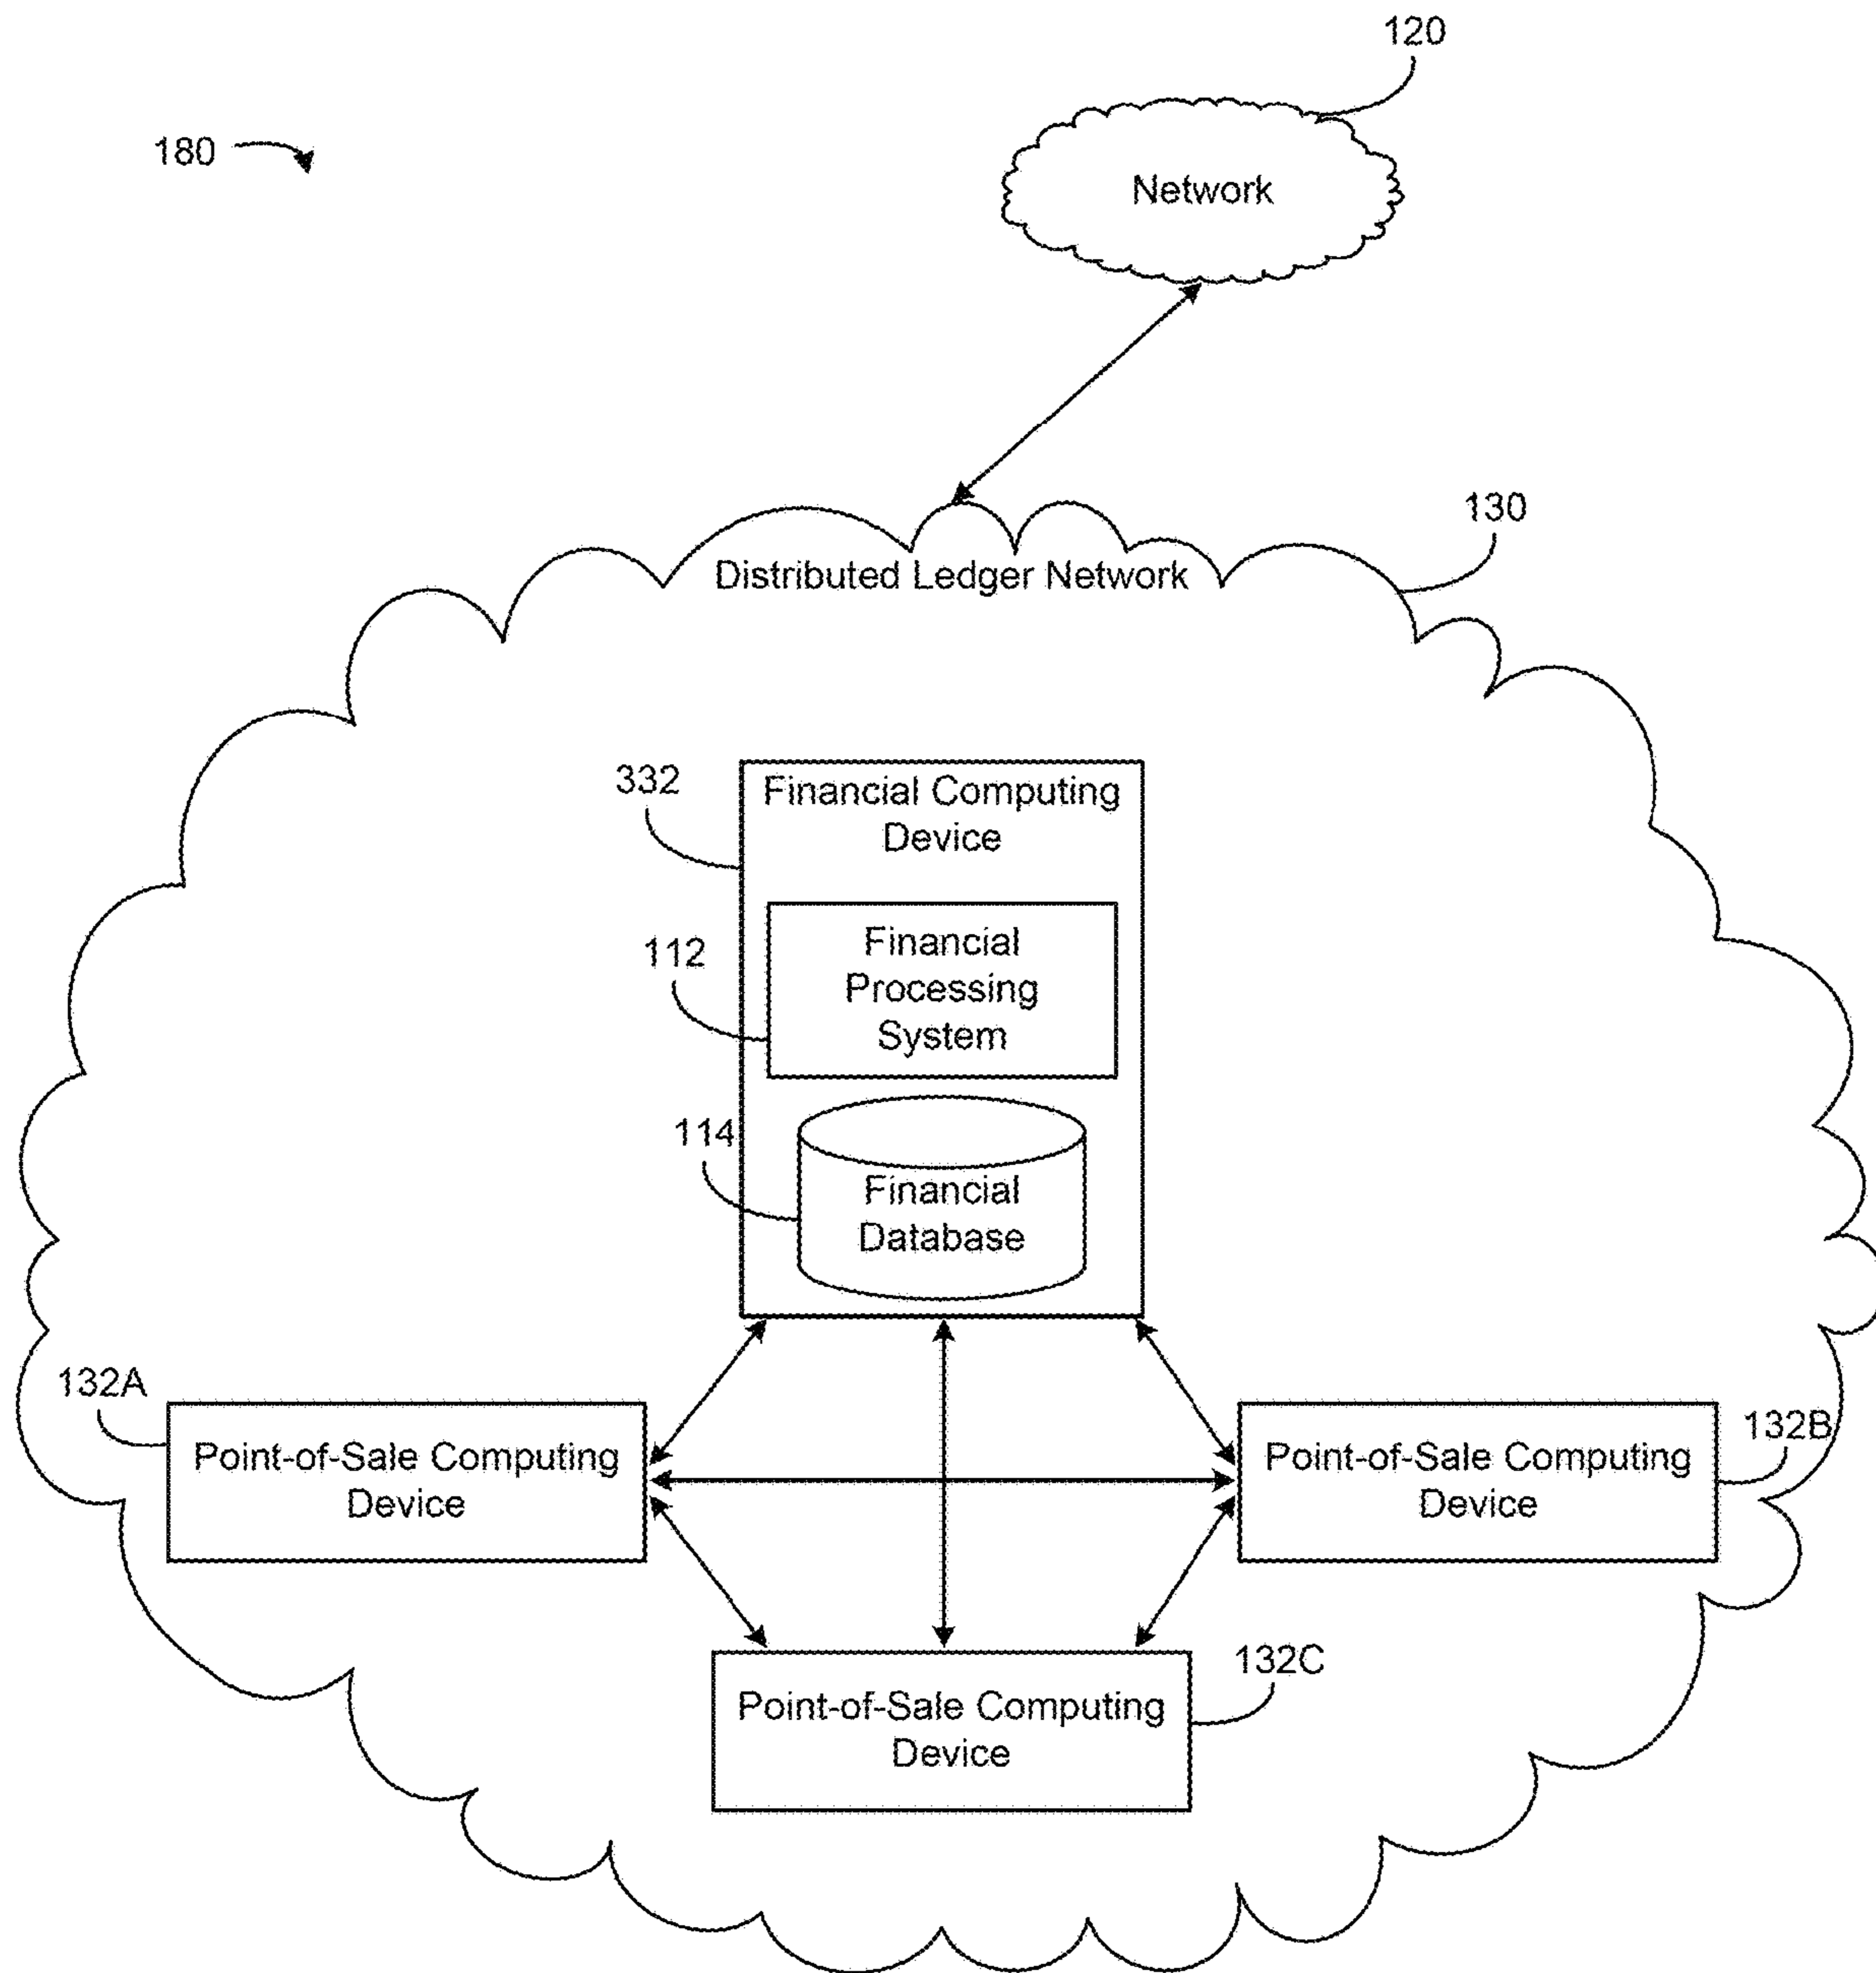 120
180
Network
130
Distributed Ledger Network
332
Financial Computing
Device
112
Financial
Processing
System
114
Financial
Database
132A
Point-of-Sale Computing
Device
132B
Point-of-Sale Computing
Device
132C
Point-of-Sale Computing
Device